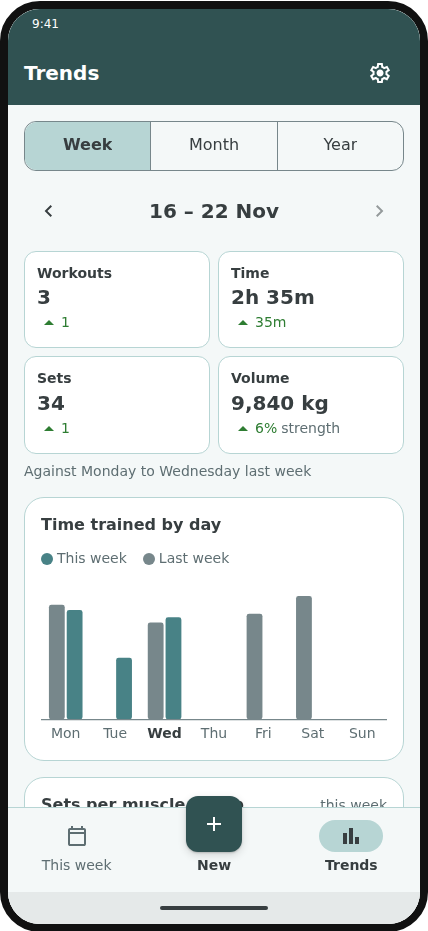 9:41
Trends
Week Month Year
16 – 22 Nov
Workouts Time
3 2h 35m
1 35m
Sets Volume
34 9,840 kg
1 6% strength
Against Monday to Wednesday last week
Time trained by day
This week Last week
Mon Tue Wed Thu Fri Sat Sun
Sets per muscle this week
This week New Trends